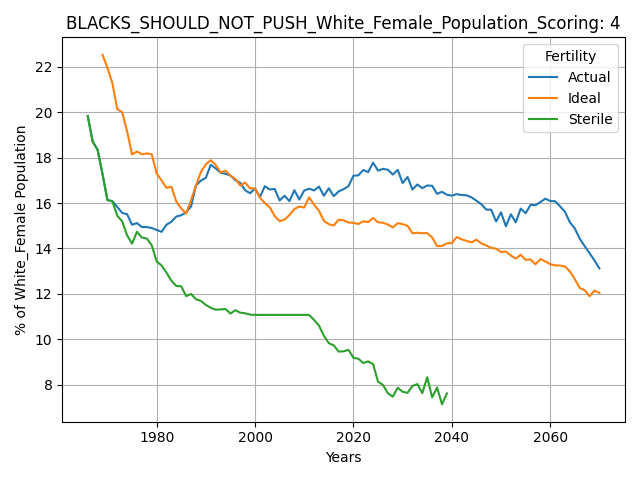 BLACKS_SHOULD_NOT_PUSH_White_Female_Population_Scoring: 4
Fertility
Actual
Ideal
Sterile
% of White_Female Population
22
20
18
16
14
12
10
8
1980
2000
2020
2040
2060
Years